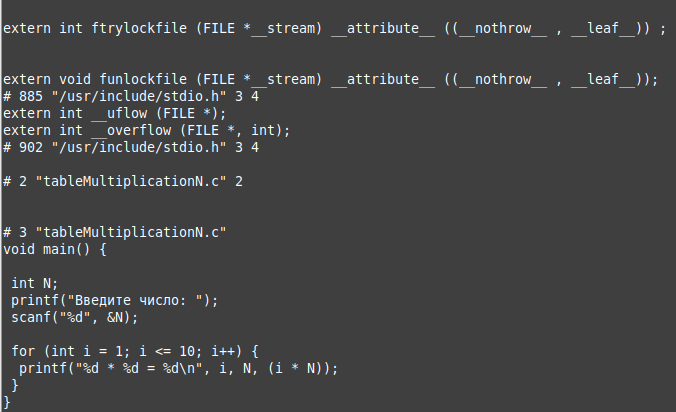 extern int ftrylockfile (FILE *__stream) __attribute__ ((__nothrow__ , __leaf__)) ;
extern void funlockfile (FILE *__stream) __attribute__ ((__nothrow__ , __leaf__));
# 885 "/usr/include/stdio.h" 3 4
extern int __uflow (FILE *);
extern int __overflow (FILE *, int);
# 902 "/usr/include/stdio.h" 3 4
# 2 "tableMultiplicationN.c" 2
# 3 "tableMultiplicationN.c"
void main() {
int N;
printf("Введите число: ");
scanf("%d", &N);
for (int i = 1; i <= 10; i++) {
printf("%d * %d = %d\n", i, N, (i * N));
}
}